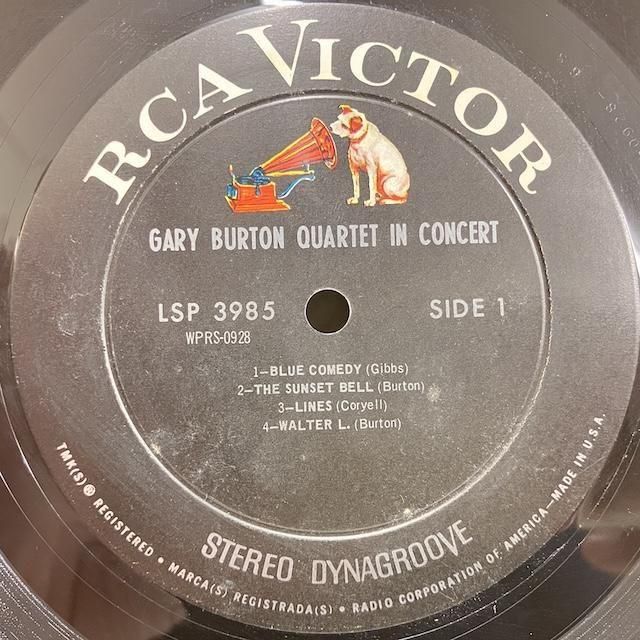 RCA VICTOR
GARY BURTON QUARTET IN CONCERT
LSP 3985
SIDE 1
WPRS-0928
1—BLUE COMEDY (Gibbs)
2—THE SUNSET BELL (Burton)
3—LINES (Coryell)
4—WALTER L. (Burton)
STEREO DYNAGROOVE
TMK(S) ® REGISTERED • MARCA(S) REGISTRADA(S) • RADIO CORPORATION OF AMERICA—MADE IN U.S.A.